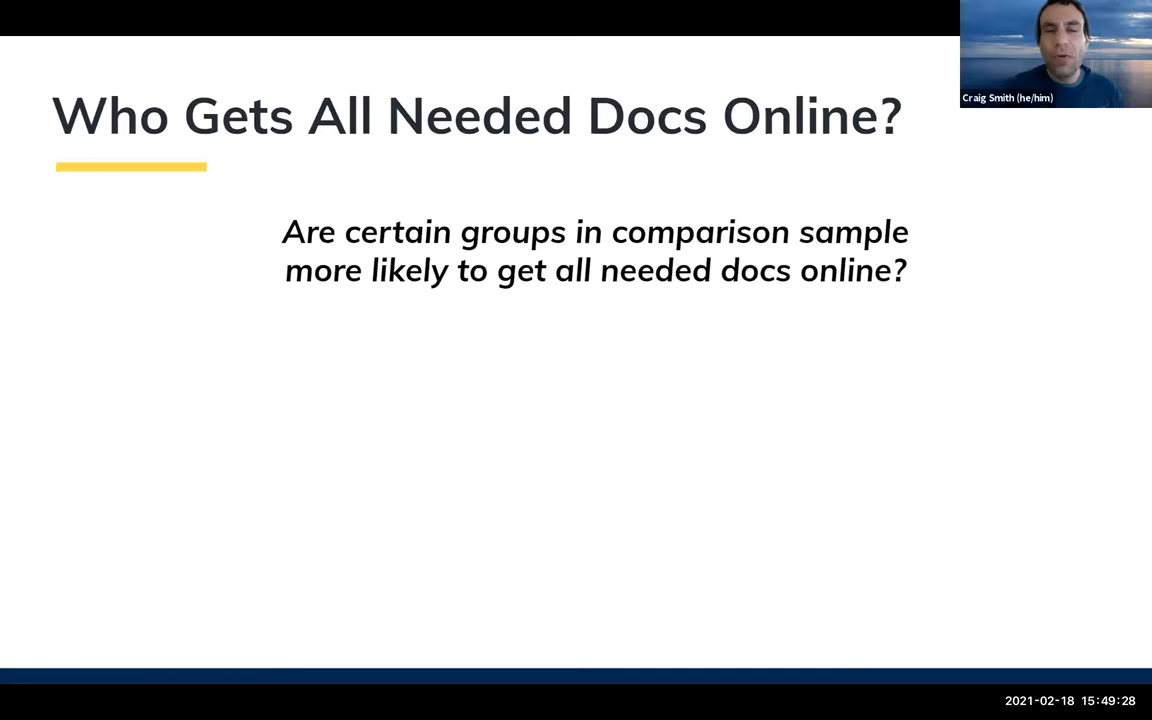 Craig Smith (he/him)
Who Gets All Needed Docs Online?
Are certain groups in comparison sample
more likely to get all needed docs online?
2021-02-18 15:49:28